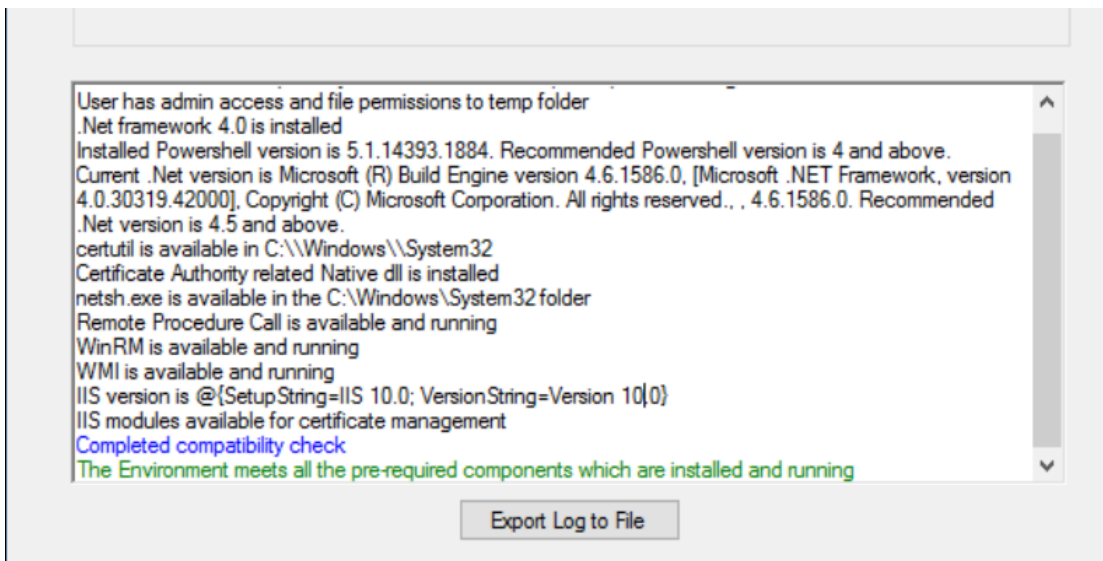 User has admin access and file permissions to temp folder
.Net framework 4.0 is installed
Installed Powershell version is 5.1.14393.1884. Recommended Powershell version is 4 and above.
Current .Net version is Microsoft (R) Build Engine version 4.6.1586.0, [Microsoft .NET Framework, version
4.0.30319.42000], Copyright (C) Microsoft Corporation. All rights reserved., , 4.6.1586.0. Recommended
.Net version is 4.5 and above.
certutil is available in C:\\Windows\\System32
Certificate Authority related Native dll is installed
netsh.exe is available in the C:\Windows\System32 folder
Remote Procedure Call is available and running
WinRM is available and running
WMI is available and running
IIS version is @{SetupString=IIS 10.0; VersionString=Version 10.0}
IIS modules available for certificate management
Completed compatibility check
The Environment meets all the pre-required components which are installed and running
Export Log to File